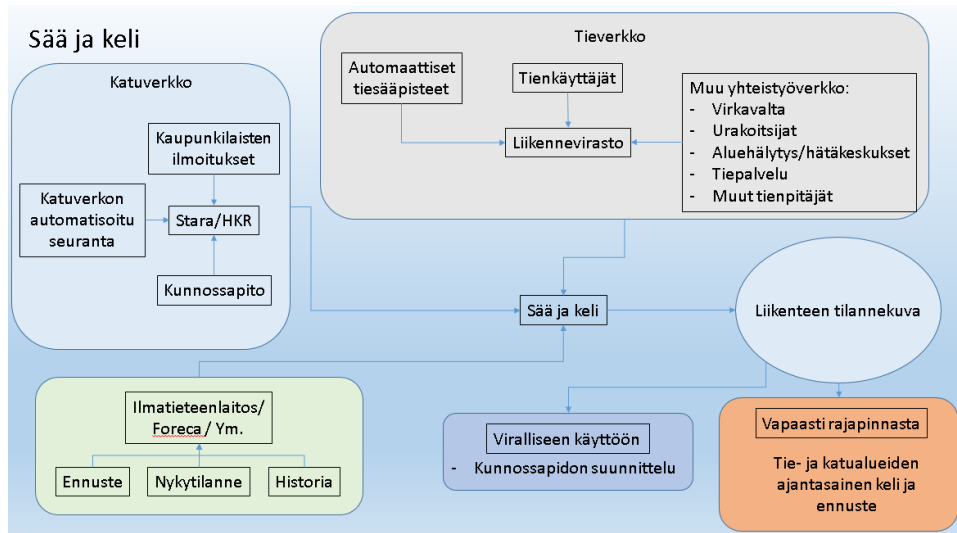 Sää ja keli
Katuverkko
Kaupunkilaisten
ilmoitukset
Katuverkon
automatisoitu
seuranta
Stara/HKR
Kunnossapito
Tieverkko
Automaattiset
tiesääpisteet
Tienkäyttäjät
Liikennevirasto
Muu yhteistyöverkko:
- Virkavalta
- Urakoitsijat
- Aluehälytys/hätäkeskukset
- Tiepalvelu
- Muut tienpitäjät
Sää ja keli
Liikenteen tilannekuva
Ilmatieteenlaitos/
Foreca / Ym.
Ennuste
Nykytilanne
Historia
Viralliseen käyttöön
- Kunnossapidon suunnittelu
Vapaasti rajapinnasta
Tie- ja katualueiden
ajantasainen keli ja
ennuste